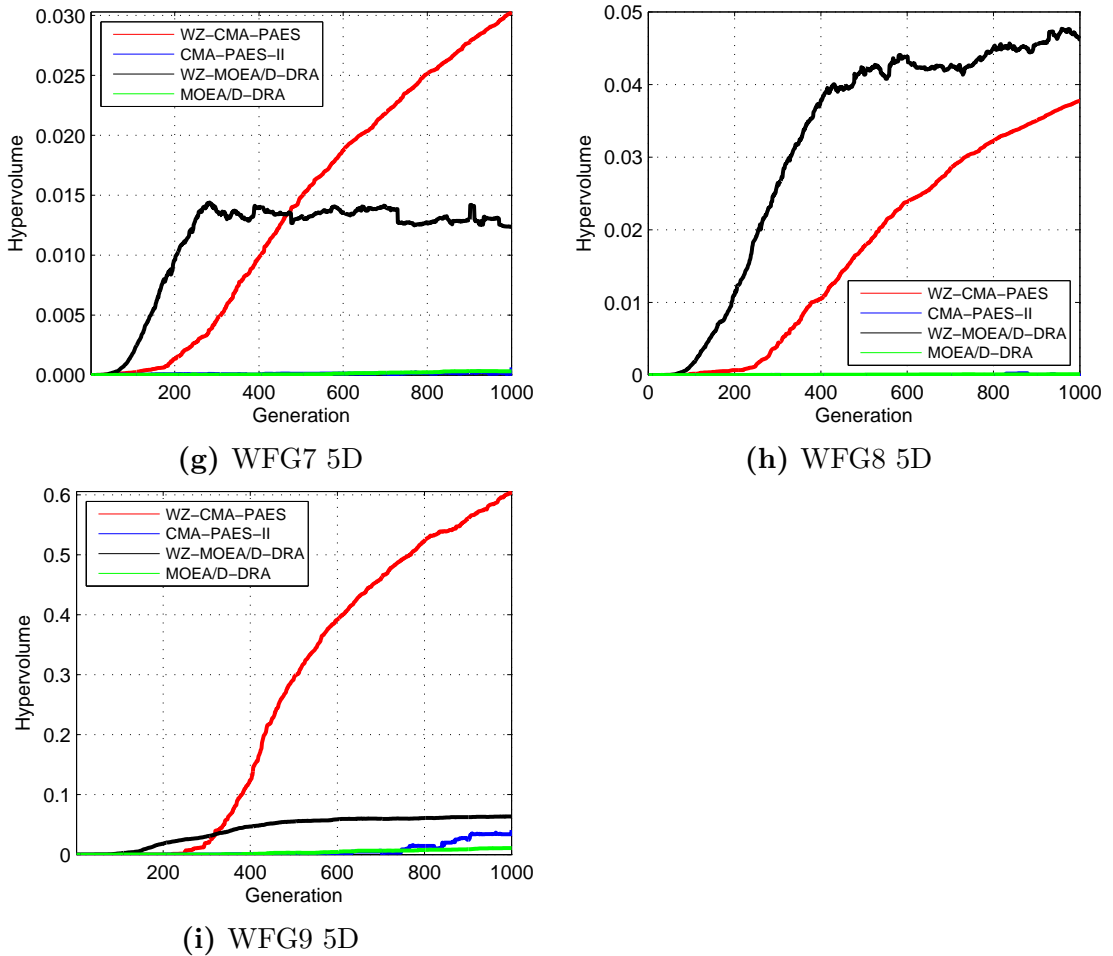 0.030
0.025
0.020
0.015
0.010
0.005
0.000
Hypervolume
WZ−CMA−PAES
CMA−PAES−II
WZ−MOEA/D−DRA
MOEA/D−DRA
200 400 600 800 1000
Generation
(g) WFG7 5D
0.05
0.04
0.03
0.02
0.01
0
Hypervolume
WZ−CMA−PAES
CMA−PAES−II
WZ−MOEA/D−DRA
MOEA/D−DRA
0 200 400 600 800 1000
Generation
(h) WFG8 5D
0.6
0.5
0.4
0.3
0.2
0.1
0
Hypervolume
WZ−CMA−PAES
CMA−PAES−II
WZ−MOEA/D−DRA
MOEA/D−DRA
200 400 600 800 1000
Generation
(i) WFG9 5D